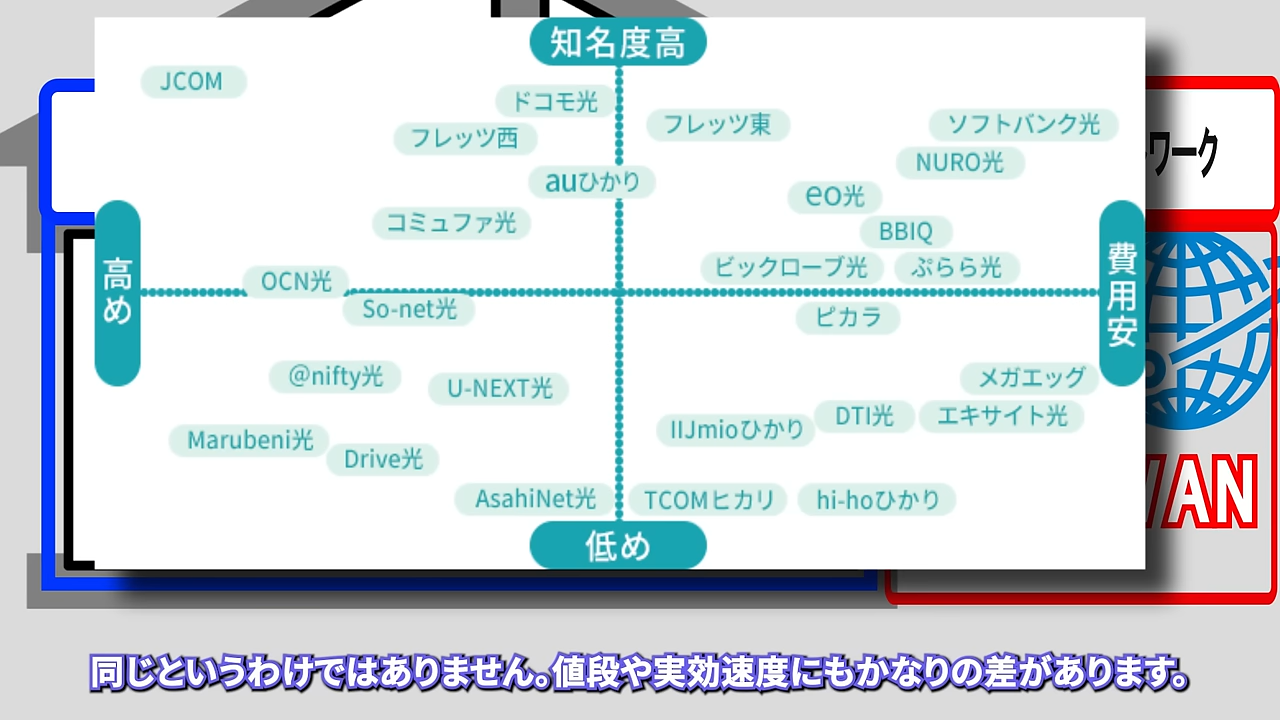 知名度高
JCOM
ドコモ光
フレッツ西
フレッツ東
ソフトバンク光
NURO光
auひかり
eo光
コミュファ光
BBIQ
ビックローブ光
ぷらら光
高め
費用安
OCN光
So-net光
ピカラ
@nifty光
U-NEXT光
メガエッグ
IIJmioひかり
DTI光
エキサイト光
Marubeni光
Drive光
AsahiNet光
TCOMヒカリ
hi-hoひかり
低め
ワーク
WAN
同じというわけではありません。値段や実効速度にもかなりの差があります。